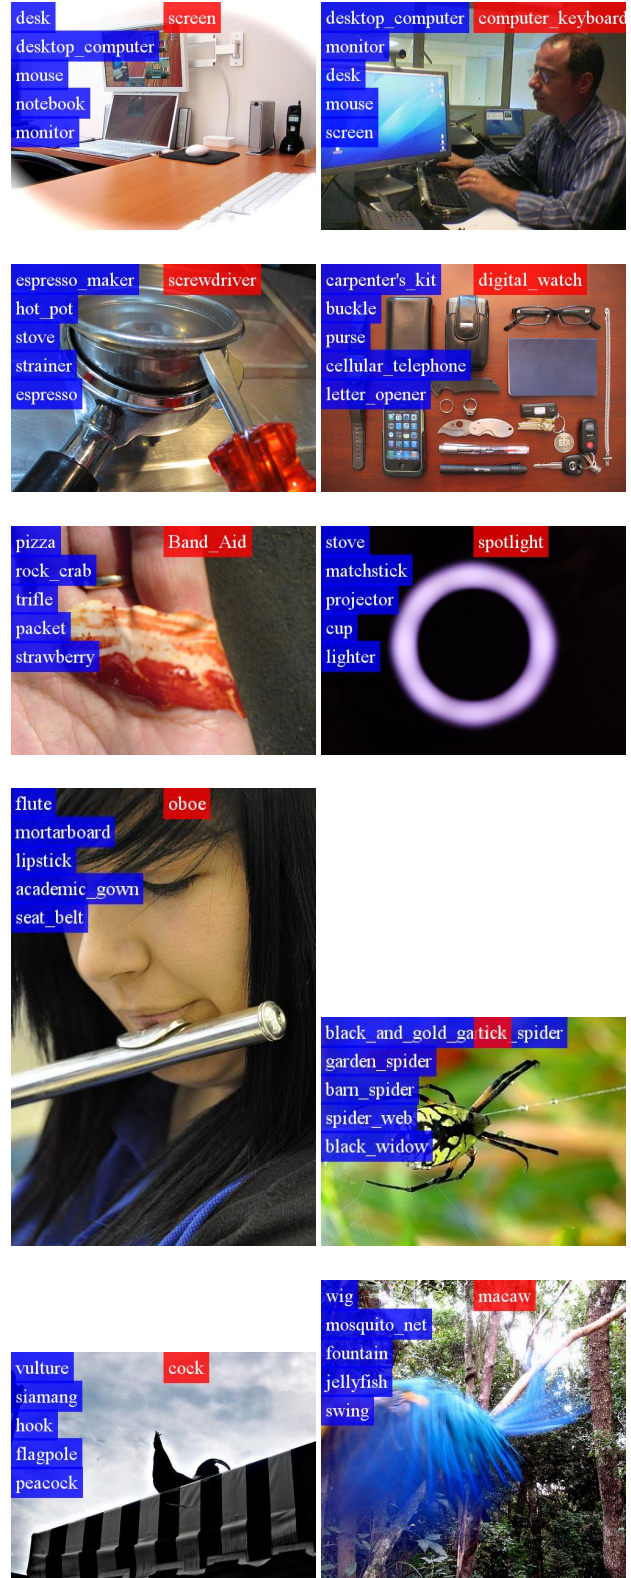 desk
screen
desktop_computer
mouse
notebook
monitor
desktop_computer
computer_keyboard
monitor
desk
mouse
screen
espresso_maker
screwdriver
hot_pot
stove
strainer
espresso
carpenter's_kit
digital_watch
buckle
purse
cellular_telephone
letter_opener
pizza
Band_Aid
rock_crab
trifle
packet
strawberry
stove
spotlight
matchstick
projector
cup
lighter
flute
oboe
mortarboard
lipstick
academic_gown
seat_belt
black_and_gold_ga
tick
_spider
garden_spider
barn_spider
spider_web
black_widow
vulture
cock
siamang
hook
flagpole
peacock
wig
macaw
mosquito_net
fountain
jellyfish
swing